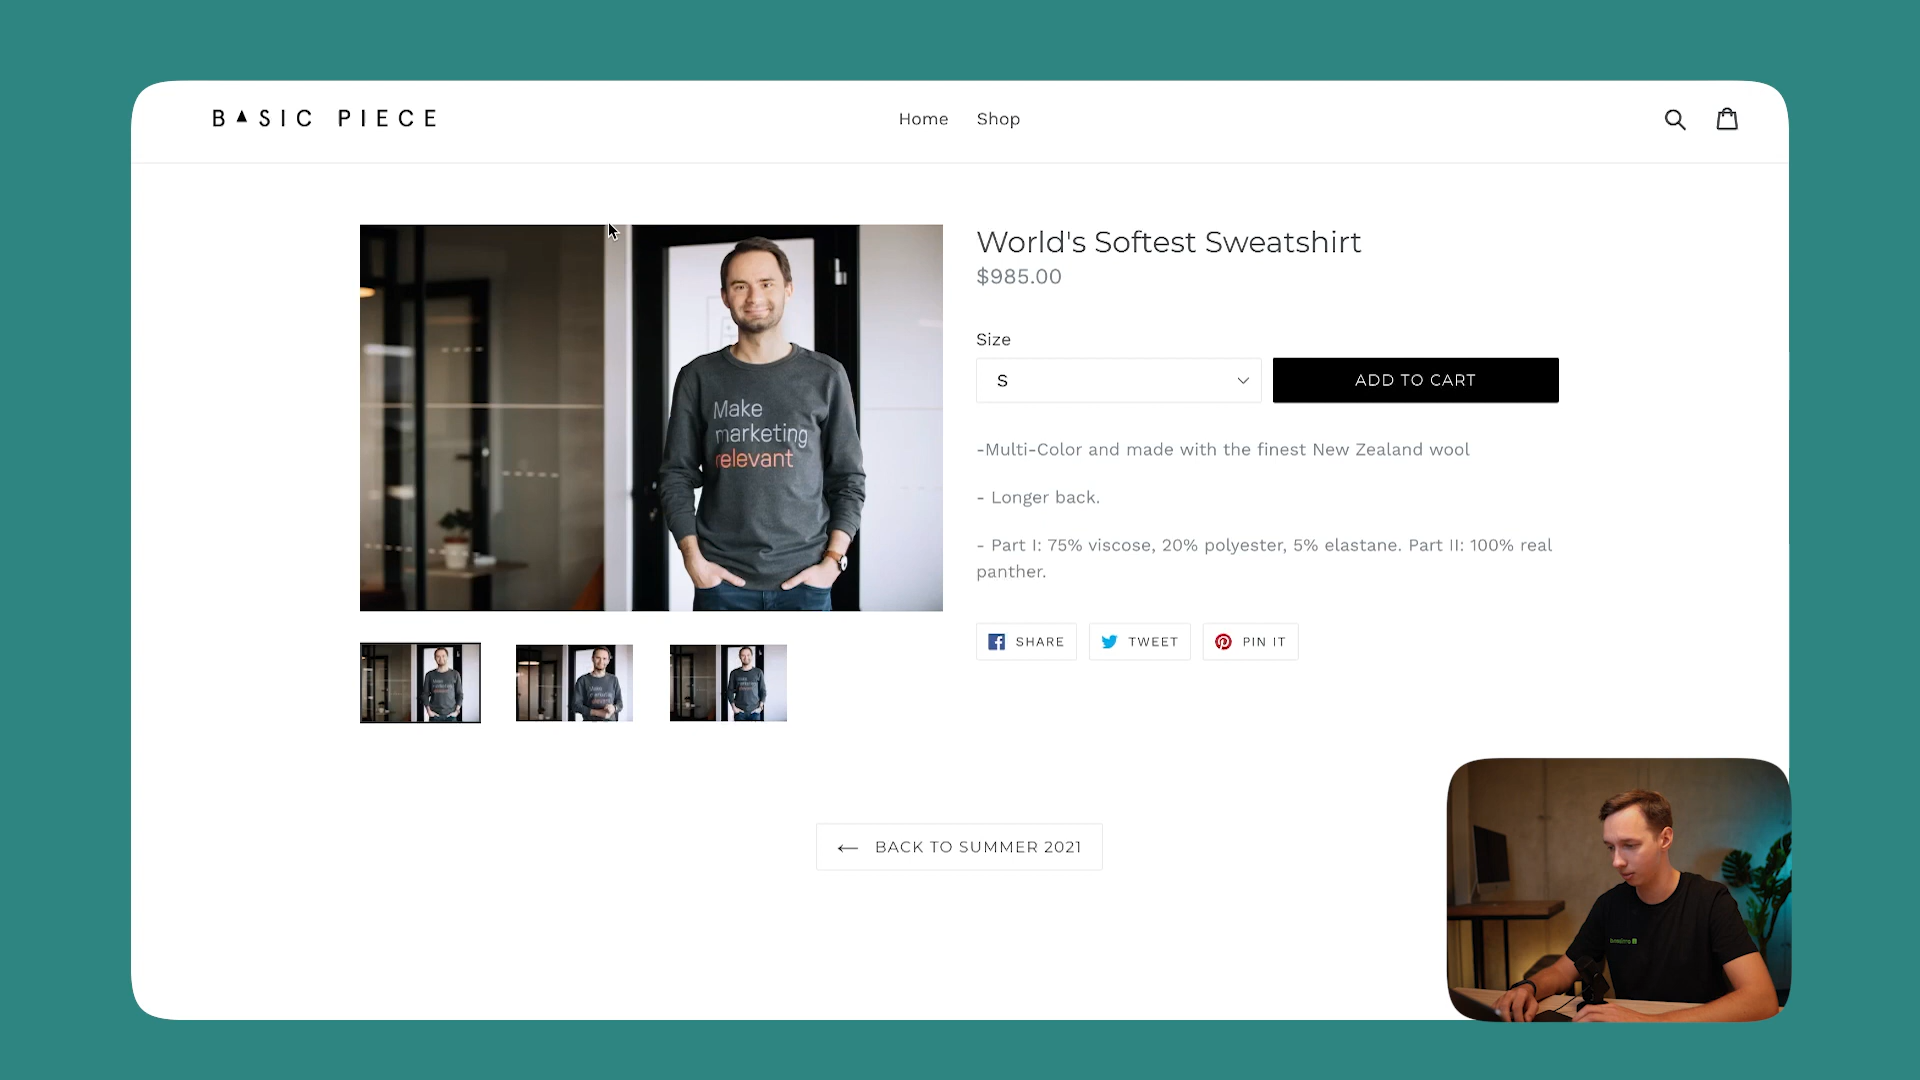 B▲SIC PIECE
Home Shop
World's Softest Sweatshirt
$985.00
Size
S
ADD TO CART
-Multi-Color and made with the finest New Zealand wool
- Longer back.
- Part I: 75% viscose, 20% polyester, 5% elastane. Part II: 100% real
panther.
SHARE TWEET PIN IT
Make
marketing
relevant
← BACK TO SUMMER 2021